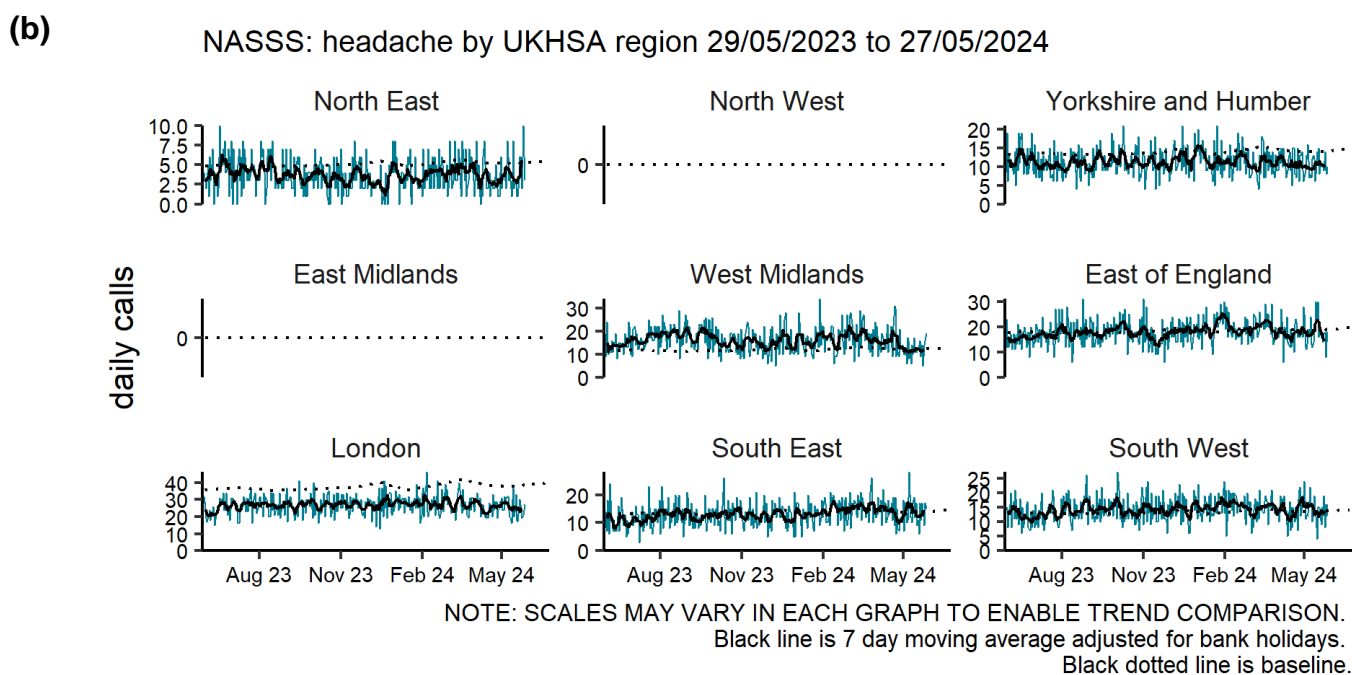 (b)
NASSS: headache by UKHSA region 29/05/2023 to 27/05/2024
North East
10.0
7.5
5.0
2.5
0.0
North West
0
Yorkshire and Humber
20
15
10
5
0
daily calls
East Midlands
0
West Midlands
30
20
10
0
East of England
30
20
10
0
London
40
30
20
10
0
Aug 23 Nov 23 Feb 24 May 24
South East
20
10
0
Aug 23 Nov 23 Feb 24 May 24
South West
25
20
15
10
5
0
Aug 23 Nov 23 Feb 24 May 24
NOTE: SCALES MAY VARY IN EACH GRAPH TO ENABLE TREND COMPARISON.
Black line is 7 day moving average adjusted for bank holidays.
Black dotted line is baseline.